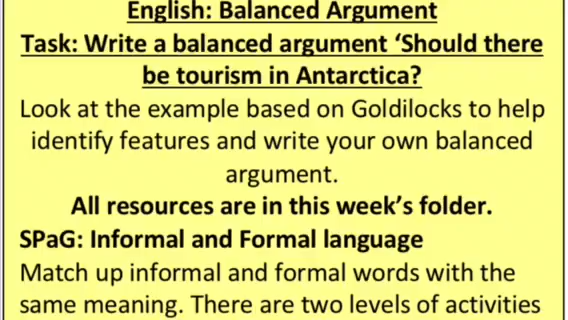 English: Balanced Argument
Task: Write a balanced argument ‘Should there
be tourism in Antarctica?
Look at the example based on Goldilocks to help
identify features and write your own balanced
argument.
All resources are in this week’s folder.
SPaG: Informal and Formal language
Match up informal and formal words with the
same meaning. There are two levels of activities